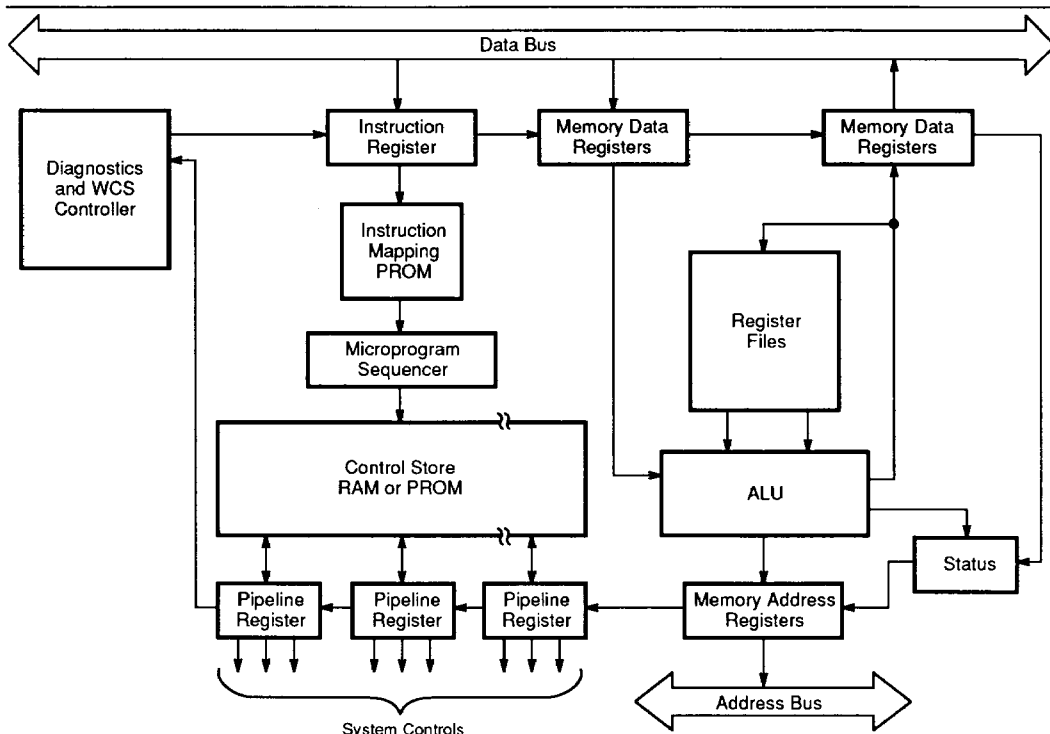 Data Bus
Diagnostics
and WCS
Controller
Instruction
Register
Memory Data
Registers
Memory Data
Registers
Instruction
Mapping
PROM
Register
Files
Microprogram
Sequencer
Control Store
RAM or PROM
ALU
Status
Pipeline
Register
Pipeline
Register
Pipeline
Register
Memory Address
Registers
Address Bus
System Controls